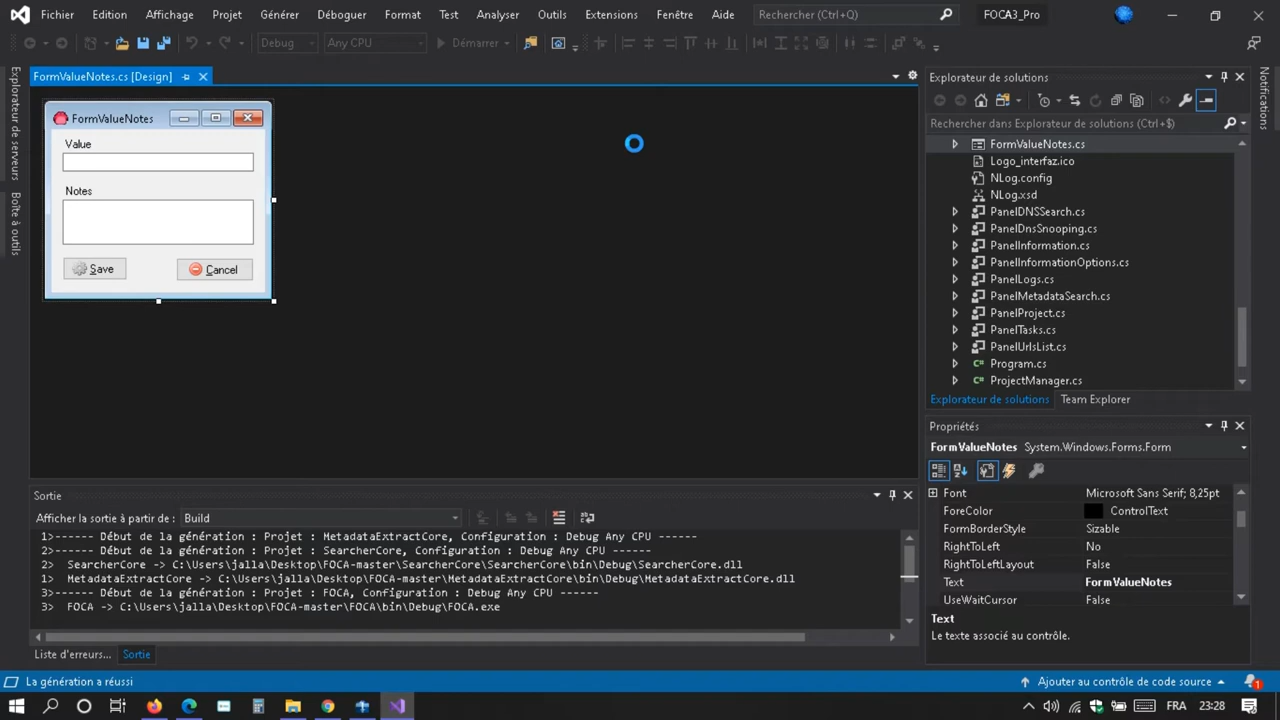 Fichier Edition Affichage Projet Générer Déboguer Format Test Analyser Outils Extensions Fenêtre Aide Rechercher (Ctrl+Q) FOCA3_Pro
Debug Any CPU Démarrer
FormValueNotes.cs [Design]
Explorateur de serveurs
Boîte à outils
FormValueNotes
Value
Notes
Save Cancel
Explorateur de solutions
Rechercher dans Explorateur de solutions (Ctrl+$)
FormValueNotes.cs
Logo_interfaz.ico
NLog.config
NLog.xsd
PanelDNSSearch.cs
PanelDnsSnooping.cs
PanelInformation.cs
PanelInformationOptions.cs
PanelLogs.cs
PanelMetadataSearch.cs
PanelProject.cs
PanelTasks.cs
PanelUrlsList.cs
Program.cs
ProjectManager.cs
Explorateur de solutions Team Explorer
Notifications
Propriétés
FormValueNotes System.Windows.Forms.Form
Font Microsoft Sans Serif; 8,25pt
ForeColor ControlText
FormBorderStyle Sizable
RightToLeft No
RightToLeftLayout False
Text FormValueNotes
UseWaitCursor False
Text
Le texte associé au contrôle.
Sortie
Afficher la sortie à partir de : Build
1>------ Début de la génération : Projet : MetadataExtractCore, Configuration : Debug Any CPU ------
2>------ Début de la génération : Projet : SearcherCore, Configuration : Debug Any CPU ------
2> SearcherCore -> C:\Users\jalla\Desktop\FOCA-master\SearcherCore\SearcherCore\bin\Debug\SearcherCore.dll
1> MetadataExtractCore -> C:\Users\jalla\Desktop\FOCA-master\MetadataExtractCore\bin\Debug\MetadataExtractCore.dll
3>------ Début de la génération : Projet : FOCA, Configuration : Debug Any CPU ------
3> FOCA -> C:\Users\jalla\Desktop\FOCA-master\FOCA\bin\Debug\FOCA.exe
Liste d'erreurs... Sortie
La génération a réussi Ajouter au contrôle de code source 1
FRA 23:28